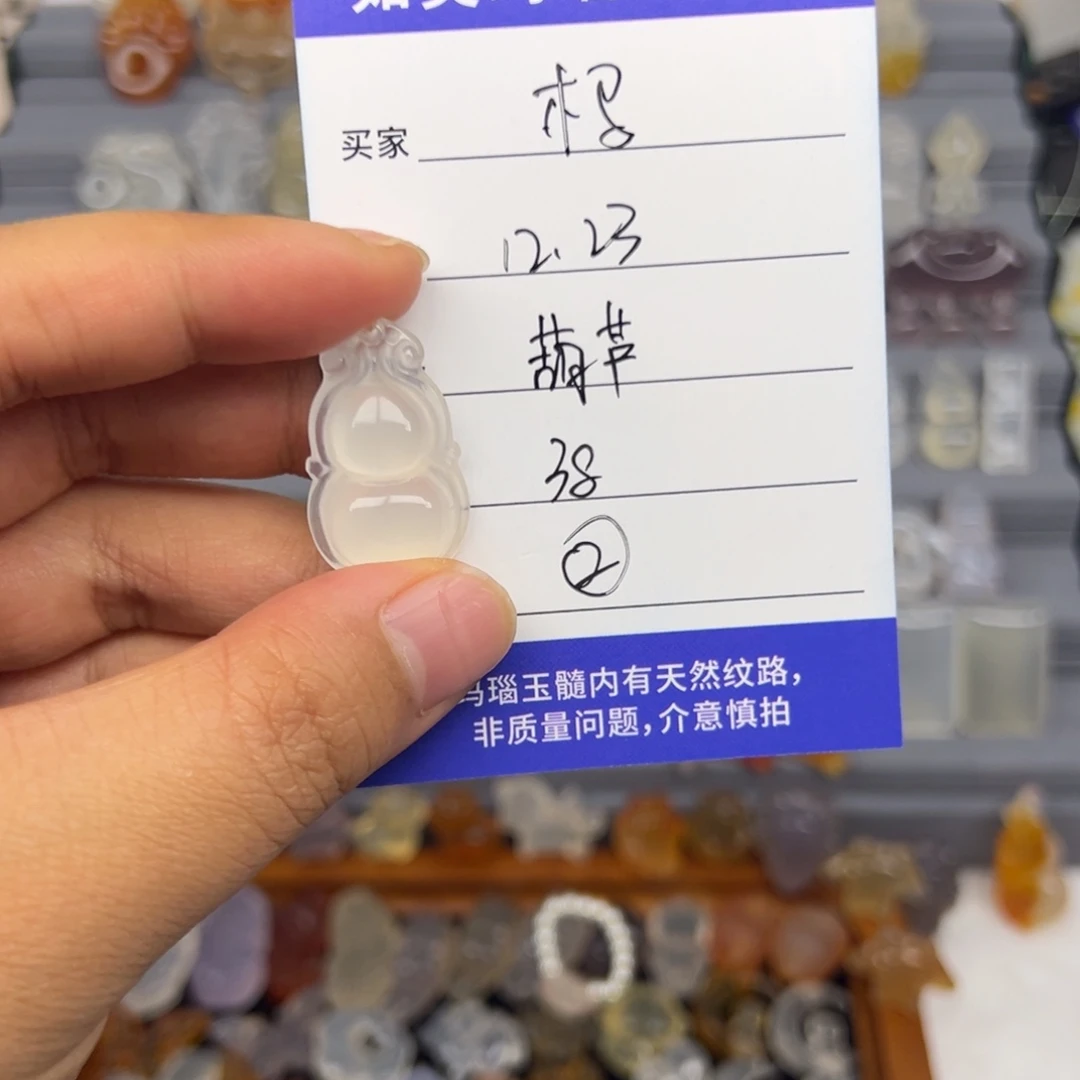 买家 根
12.23
葫芦
38
②
玛瑙玉髓内有天然纹路，
非质量问题，介意慎拍